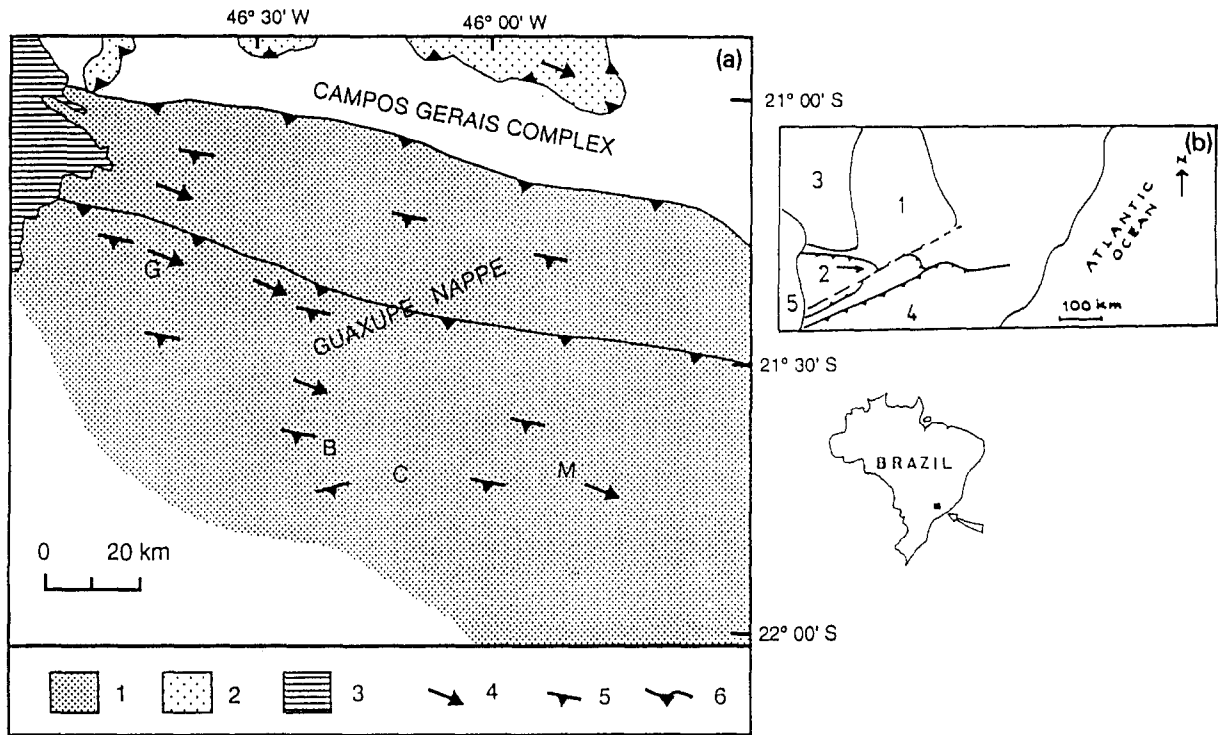 46° 30' W
46° 00' W
(a)
CAMPOS GERAIS COMPLEX
21° 00' S
G
GUAXUPE NAPPE
21° 30' S
B
C
M
0 20 km
22° 00' S
1 2 3 4 5 6
(b)
N
3
1
2
5
4
ATLANTIC
OCEAN
100 km
BRAZIL